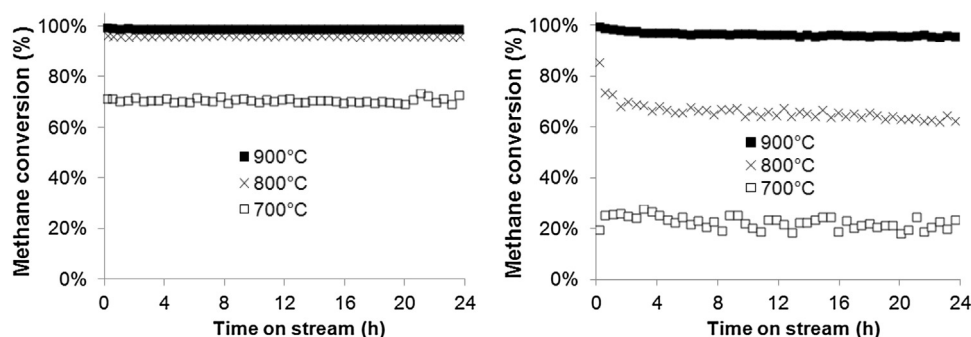 Methane conversion (%)
100%
80%
60%
40%
20%
0%
900°C
800°C
700°C
0 4 8 12 16 20 24
Time on stream (h)
Methane conversion (%)
100%
80%
60%
40%
20%
0%
900°C
800°C
700°C
0 4 8 12 16 20 24
Time on stream (h)